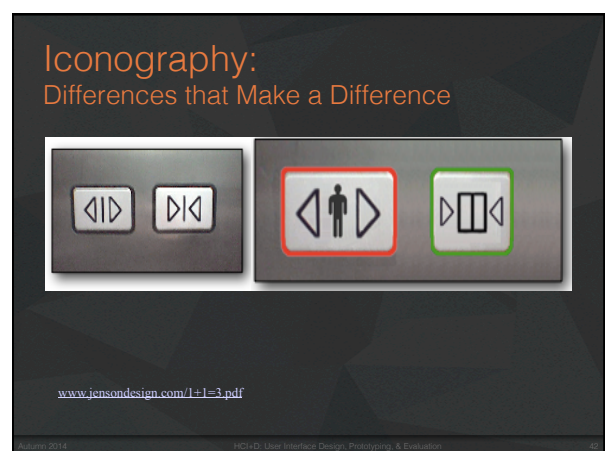 Iconography:
Differences that Make a Difference
www.jensondesign.com/1+1=3.pdf
Autumn 2014
HCI+D: User Interface Design, Prototyping, & Evaluation
42